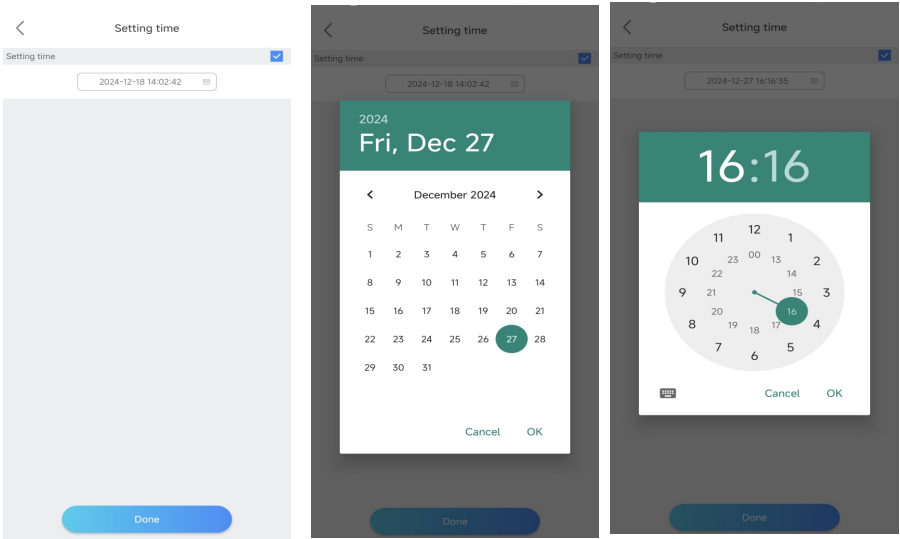 Setting time
Setting time
2024-12-18 14:02:42
Done
Setting time
Setting time
2024-12-18 14:02:42
2024
Fri, Dec 27
December 2024
S M T W T F S
1 2 3 4 5 6 7
8 9 10 11 12 13 14
15 16 17 18 19 20 21
22 23 24 25 26 27 28
29 30 31
Cancel OK
Done
Setting time
Setting time
2024-12-27 16:16:35
16:16
12
11 1
00
23 13
10 2
22 14
9 21 15 3
20 16
8 4
19 17
18
7 5
6
Cancel OK
Done